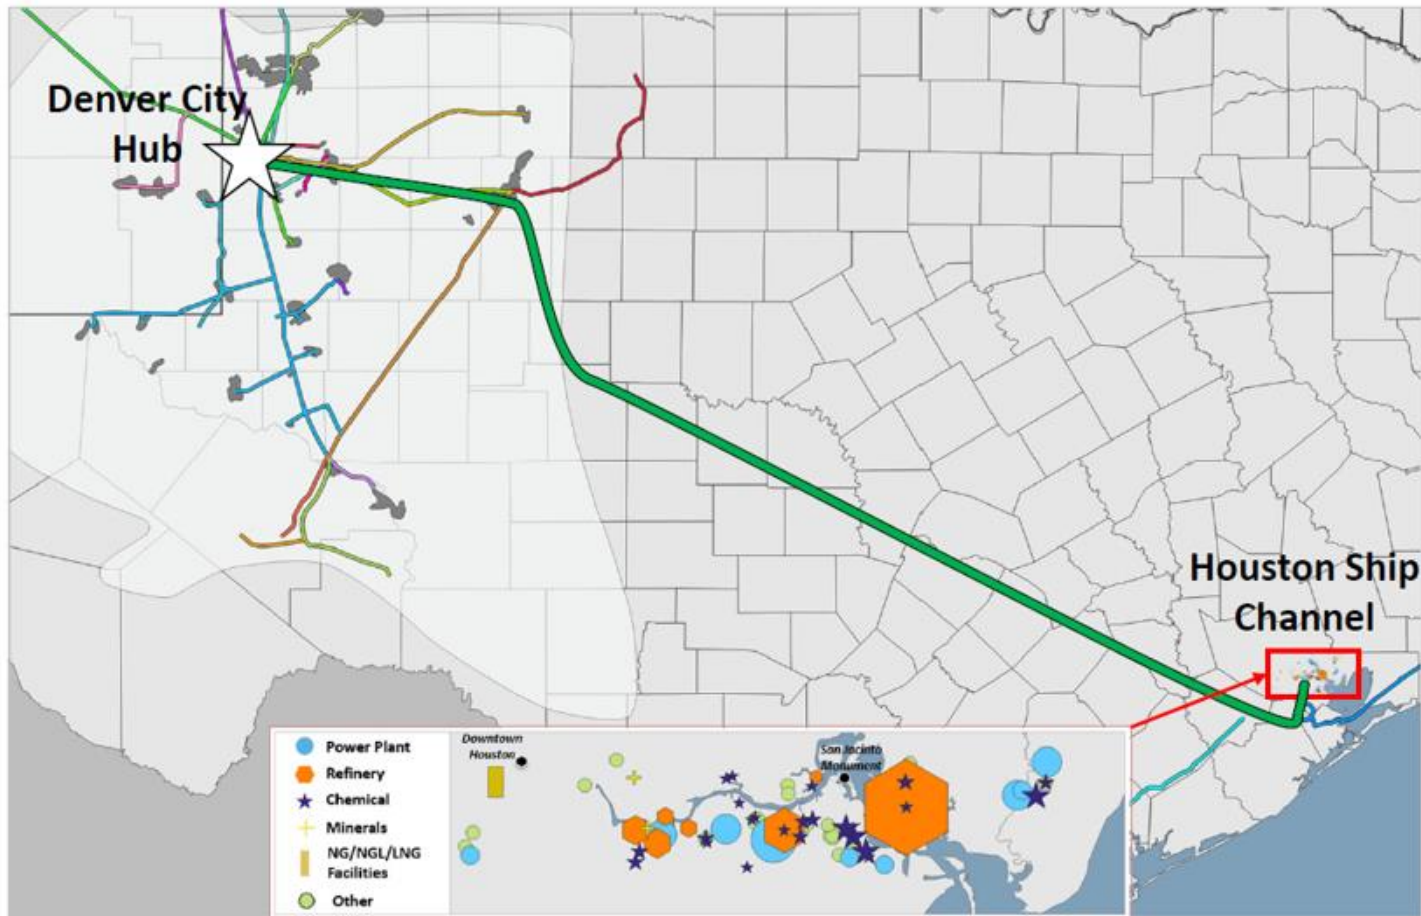 Denver City
Hub
Houston Ship
Channel
Power Plant
Refinery
Chemical
Minerals
NG/NGL/LNG
Facilities
Other
Downtown
Houston
San Jacinto
Monument